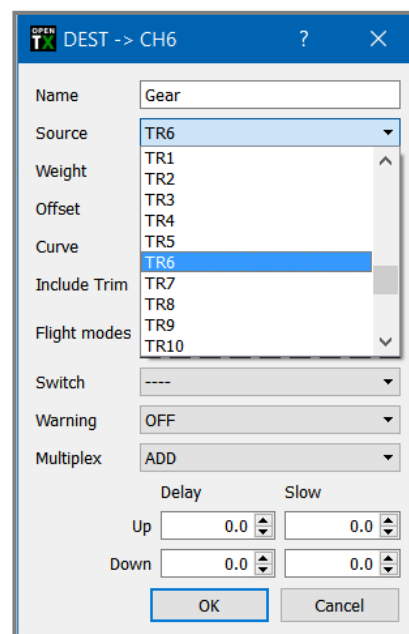 OPEN TX DEST -> CH6 ?
Name Gear
Source TR6
Weight
Offset
Curve
Include Trim
Flight modes
TR1
TR2
TR3
TR4
TR5
TR6
TR7
TR8
TR9
TR10
Switch ----
Warning OFF
Multiplex ADD
Delay Slow
Up 0.0 0.0
Down 0.0 0.0
OK Cancel